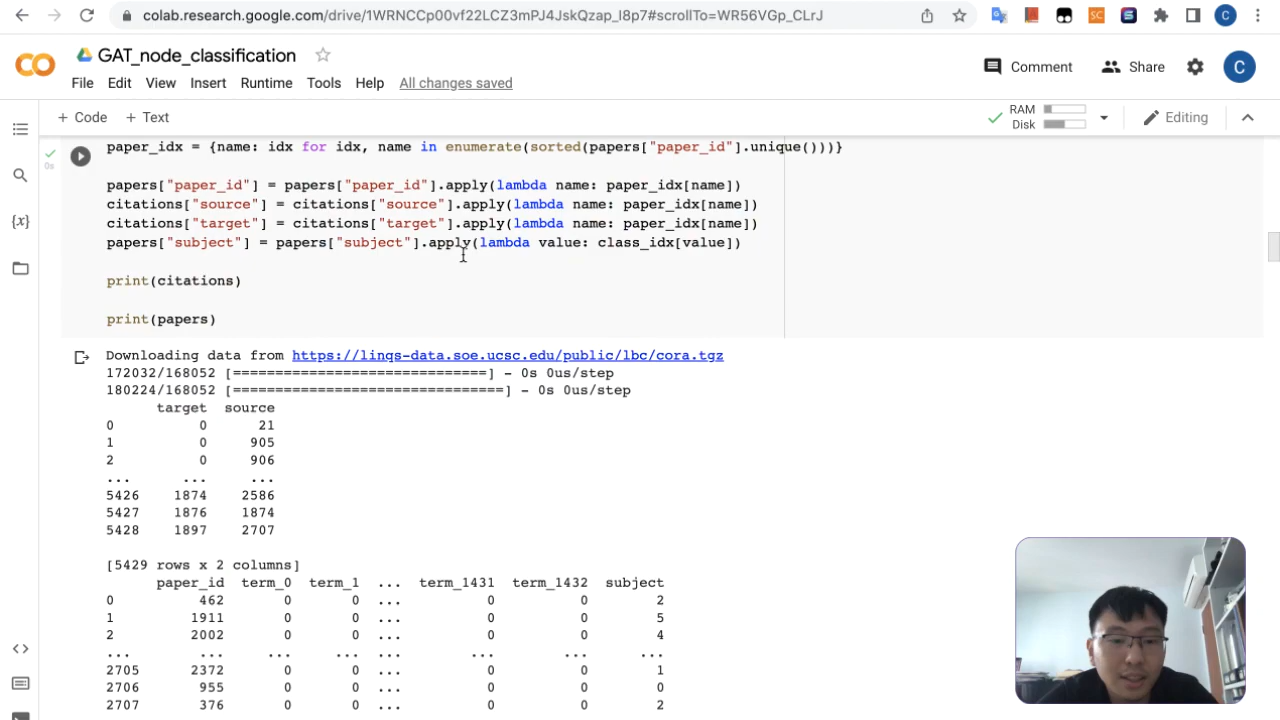 colab.research.google.com/drive/1WRNCCp00vf22LCZ3mPJ4JskQzap_I8p7#scrollTo=WR56VGp_CLrJ
GAT_node_classification
File Edit View Insert Runtime Tools Help All changes saved
Comment Share C
+ Code + Text
RAM
Disk
Editing
paper_idx = {name: idx for idx, name in enumerate(sorted(papers["paper_id"].unique()))}
0s
papers["paper_id"] = papers["paper_id"].apply(lambda name: paper_idx[name])
citations["source"] = citations["source"].apply(lambda name: paper_idx[name])
citations["target"] = citations["target"].apply(lambda name: paper_idx[name])
papers["subject"] = papers["subject"].apply(lambda value: class_idx[value])
print(citations)
print(papers)
Downloading data from https://linqs-data.soe.ucsc.edu/public/lbc/cora.tgz
172032/168052 [==============================] - 0s 0us/step
180224/168052 [================================] - 0s 0us/step
target source
0 0 21
1 0 905
2 0 906
... ... ...
5426 1874 2586
5427 1876 1874
5428 1897 2707
[5429 rows x 2 columns]
paper_id term_0 term_1 ... term_1431 term_1432 subject
0 462 0 0 ... 0 0 2
1 1911 0 0 ... 0 0 5
2 2002 0 0 ... 0 0 4
... ... ... ... ... ... ... ...
2705 2372 0 0 ... 0 0 1
2706 955 0 0 ... 0 0 0
2707 376 0 0 ... 0 0 2